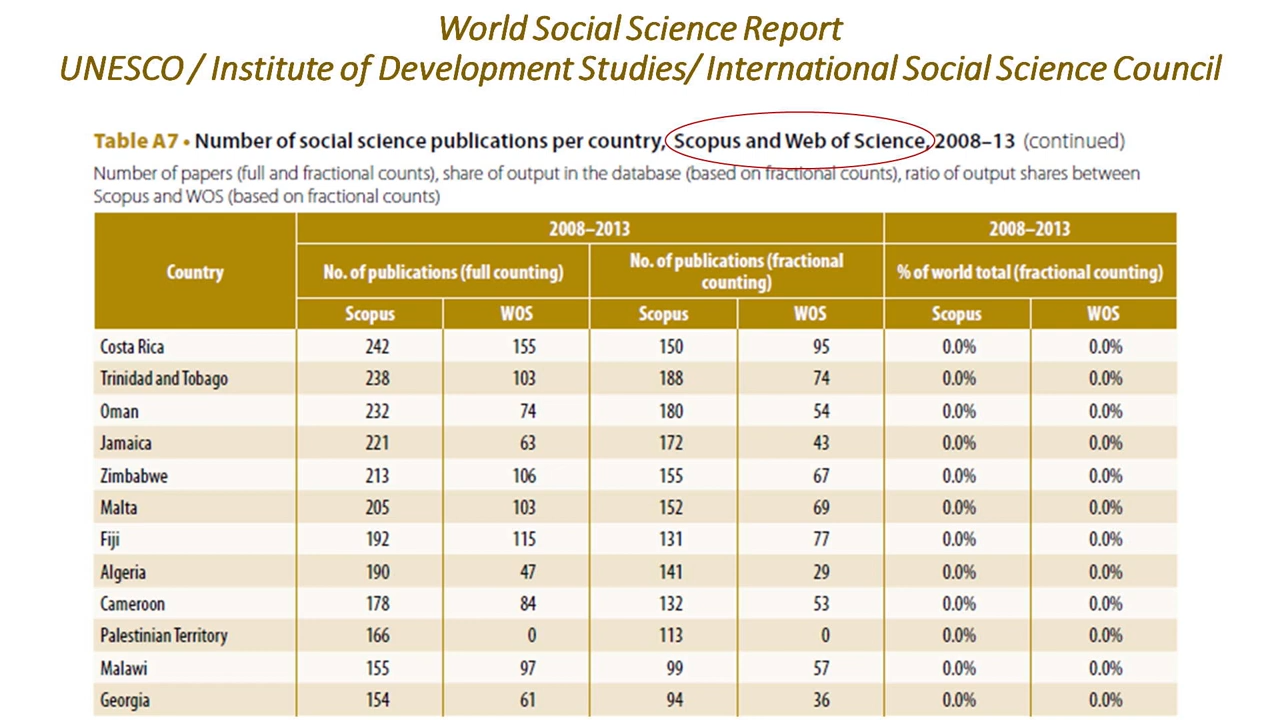 World Social Science Report
UNESCO / Institute of Development Studies/ International Social Science Council
Table A7 • Number of social science publications per country, Scopus and Web of Science, 2008–13 (continued)
Number of papers (full and fractional counts), share of output in the database (based on fractional counts), ratio of output shares between
Scopus and WOS (based on fractional counts)
Country 2008–2013 2008–2013
No. of publications (full counting) No. of publications (fractional counting) % of world total (fractional counting)
Scopus WOS Scopus WOS Scopus WOS
Costa Rica 242 155 150 95 0.0% 0.0%
Trinidad and Tobago 238 103 188 74 0.0% 0.0%
Oman 232 74 180 54 0.0% 0.0%
Jamaica 221 63 172 43 0.0% 0.0%
Zimbabwe 213 106 155 67 0.0% 0.0%
Malta 205 103 152 69 0.0% 0.0%
Fiji 192 115 131 77 0.0% 0.0%
Algeria 190 47 141 29 0.0% 0.0%
Cameroon 178 84 132 53 0.0% 0.0%
Palestinian Territory 166 0 113 0 0.0% 0.0%
Malawi 155 97 99 57 0.0% 0.0%
Georgia 154 61 94 36 0.0% 0.0%